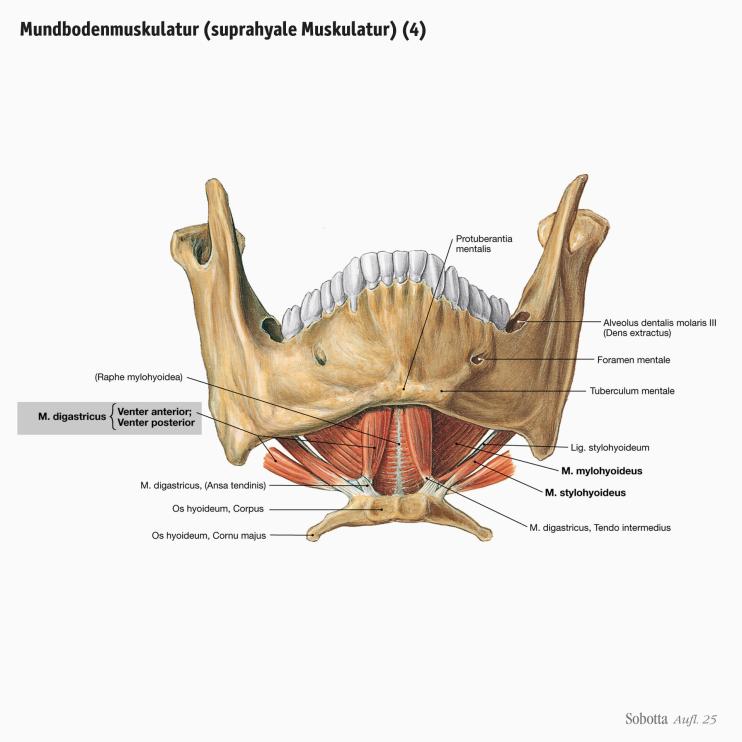 Mundbodenmuskulatur (suprahyale Muskulatur) (4)
Protuberantia
mentalis
Alveolus dentalis molaris III
(Dens extractus)
Foramen mentale
(Raphe mylohyoidea)
Tuberculum mentale
M. digastricus { Venter anterior;
Venter posterior
Lig. stylohyoideum
M. mylohyoideus
M. digastricus, (Ansa tendinis)
M. stylohyoideus
Os hyoideum, Corpus
M. digastricus, Tendo intermedius
Os hyoideum, Cornu majus
Sobotta Aufl. 25